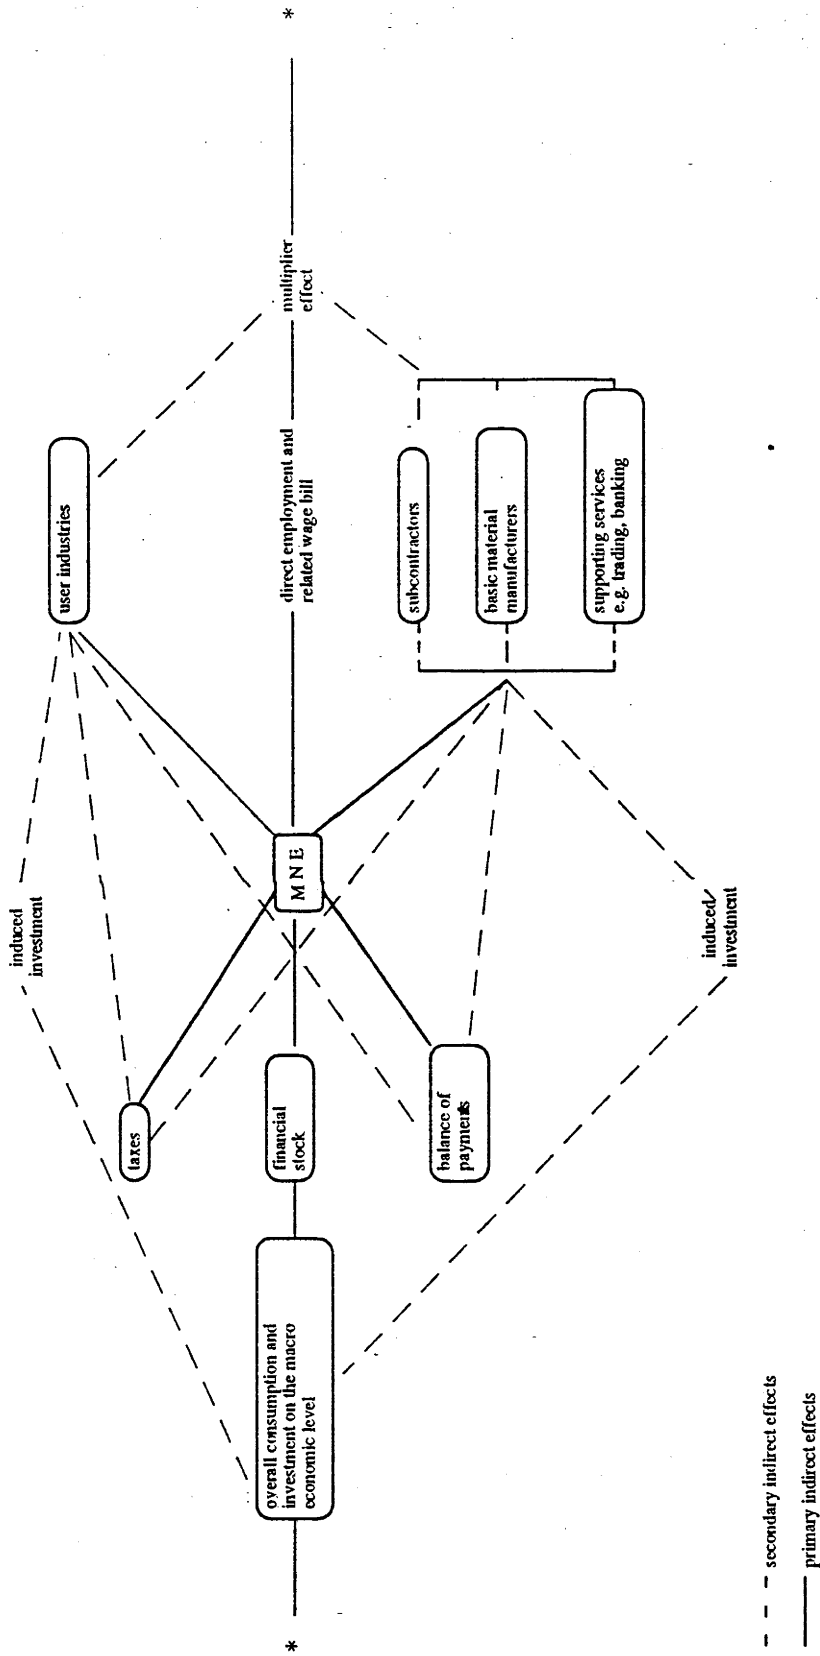 *
overall consumption and
investment on the macro
economic level
induced
investment
taxes
financial
stock
balance of
payments
induced
investment
MNE
user industries
direct employment and
related wage bill
subcontractors
basic material
manufacturers
supporting services
e.g. trading, banking
multiplier
effect
*
secondary indirect effects
primary indirect effects